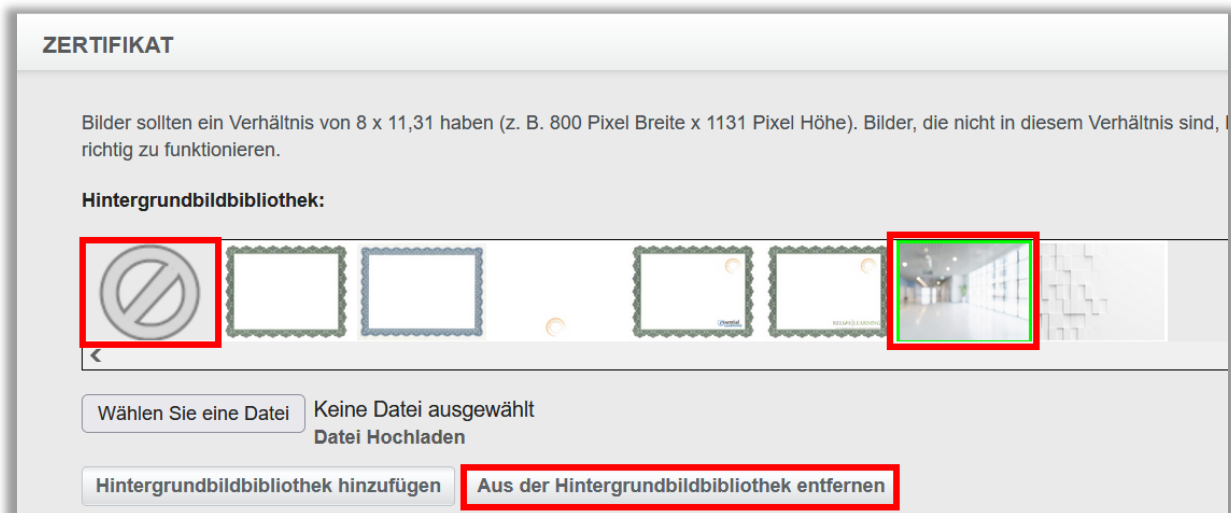 ZERTIFIKAT
Bilder sollten ein Verhältnis von 8 x 11,31 haben (z. B. 800 Pixel Breite x 1131 Pixel Höhe). Bilder, die nicht in diesem Verhältnis sind,
richtig zu funktionieren.
Hintergrundbildbibliothek:
Wählen Sie eine Datei Keine Datei ausgewählt
Datei Hochladen
Hintergrundbildbibliothek hinzufügen Aus der Hintergrundbildbibliothek entfernen